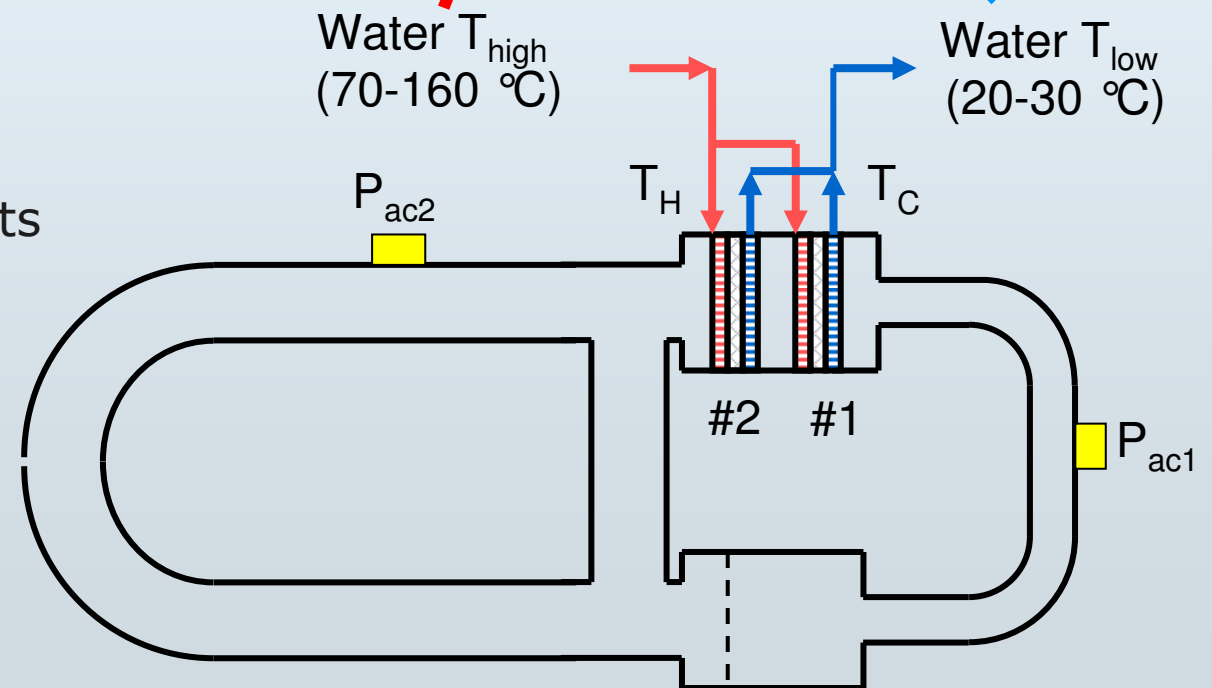 Water T_high
(70-160 °C)
Water T_low
(20-30 °C)
T_H
T_C
P_ac2
ts
#2
#1
P_ac1